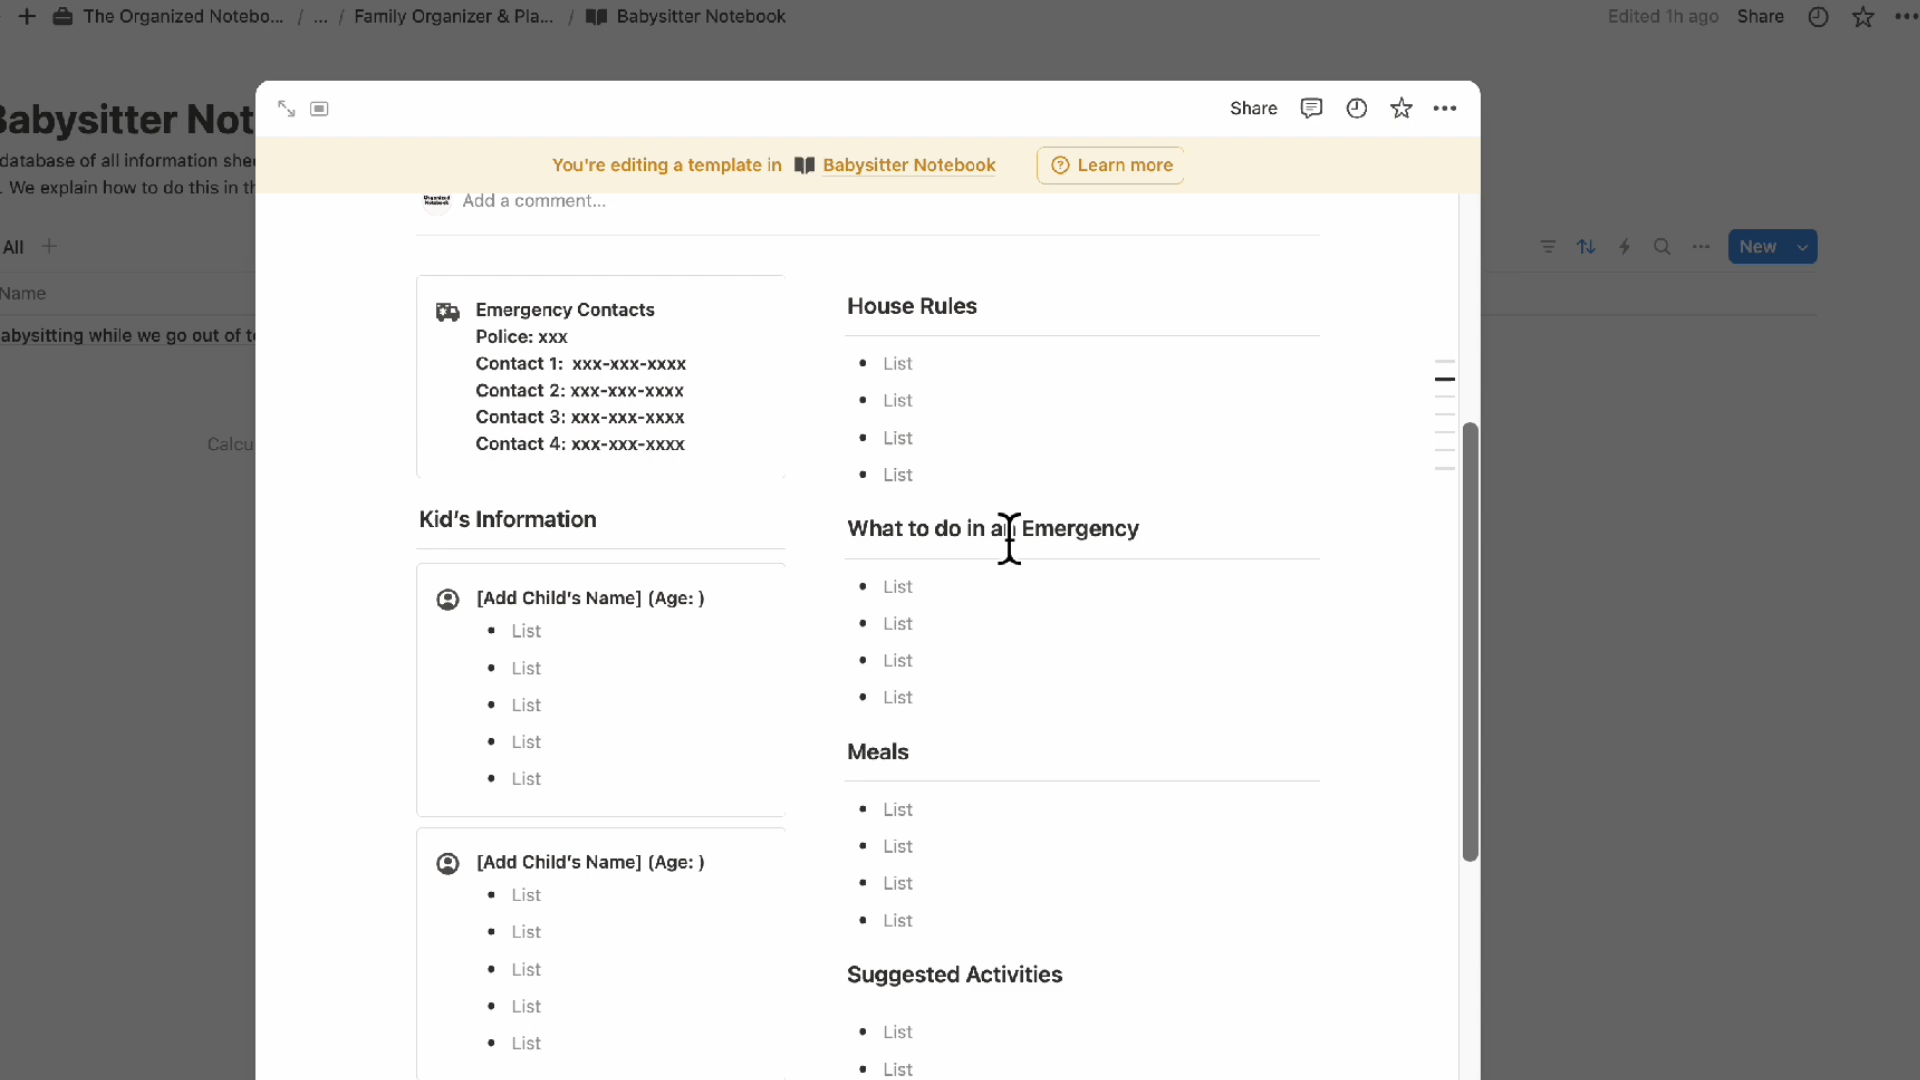 The Organized Notebo... / ... / Family Organizer & Pla... / Babysitter Notebook
Edited 1h ago Share
Babysitter Not
database of all information she
. We explain how to do this in th
All
New
Name
abysitting while we go out of t
Calcu
Share
You're editing a template in Babysitter Notebook
Learn more
Organized
Notebook
Add a comment...
Emergency Contacts
Police: xxx
Contact 1: xxx-xxx-xxxx
Contact 2: xxx-xxx-xxxx
Contact 3: xxx-xxx-xxxx
Contact 4: xxx-xxx-xxxx
Kid's Information
[Add Child's Name] (Age: )
List
List
List
List
List
[Add Child's Name] (Age: )
List
List
List
List
List
House Rules
List
List
List
List
What to do in an Emergency
List
List
List
List
Meals
List
List
List
List
Suggested Activities
List
List